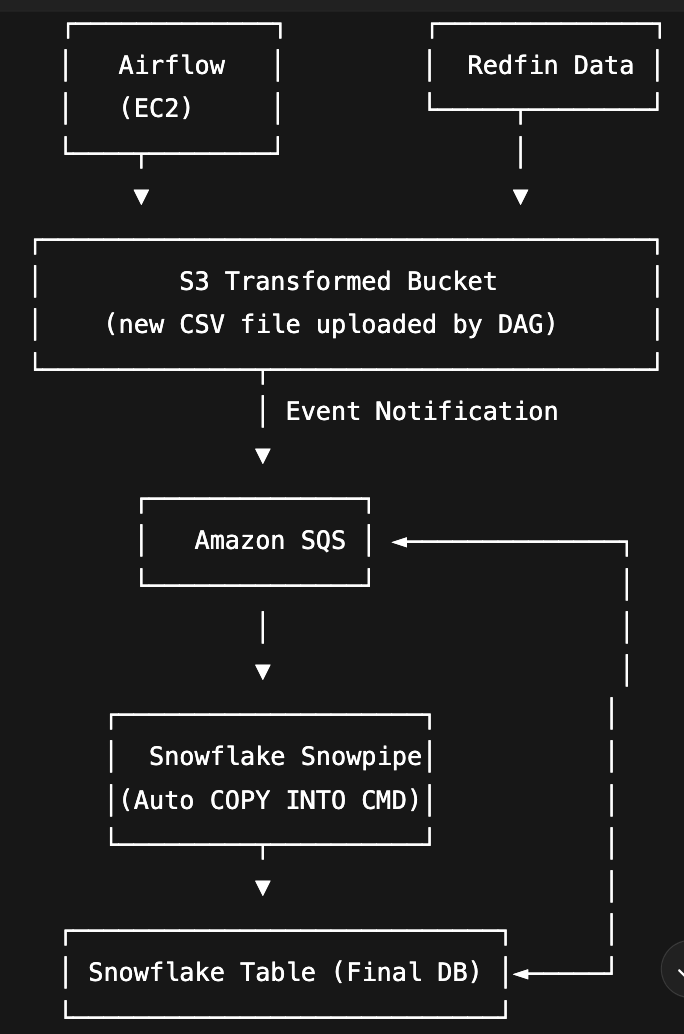 Airflow
(EC2)
Redfin Data
S3 Transformed Bucket
(new CSV file uploaded by DAG)
Event Notification
Amazon SQS
Snowflake Snowpipe
(Auto COPY INTO CMD)
Snowflake Table (Final DB)